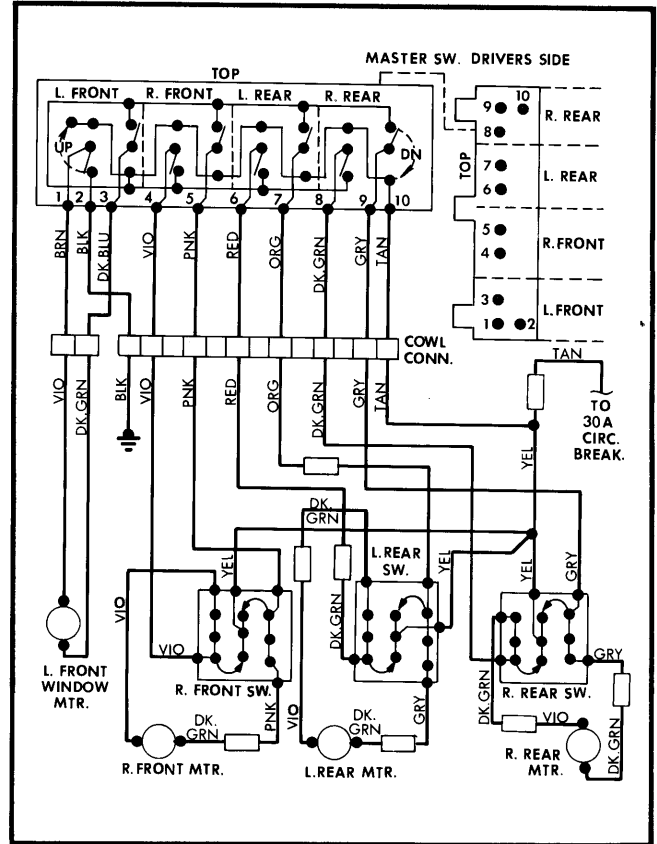 MASTER SW. DRIVERS SIDE
TOP
L. FRONT R. FRONT L. REAR R. REAR
UP
DN
1 2 3 4 5 6 7 8 9 10
TOP
10
9
8
R. REAR
7
6
L. REAR
5
4
R.FRONT
3
1 2
L.FRONT
BRN
BLK
DK.BLU
VIO
PNK
RED
ORG
DK.GRN
GRY
TAN
COWL
CONN.
VIO
DK.GRN
BLK
VIO
PNK
RED
ORG
DK.GRN
GRY
TAN
TAN
TO
30A
CIRC.
BREAK.
YEL
DK.
GRN
L.REAR
SW.
YEL
YEL
YEL
GRY
VIO
VIO
DK.GRN
GRY
L. FRONT
WINDOW
MTR.
R. FRONT SW.
R. REAR SW.
PNK
VIO
GRY
DK.GRN
VIO
DK.GRN
DK.
GRN
DK.
GRN
R.FRONT MTR.
L.REAR MTR.
R. REAR
MTR.